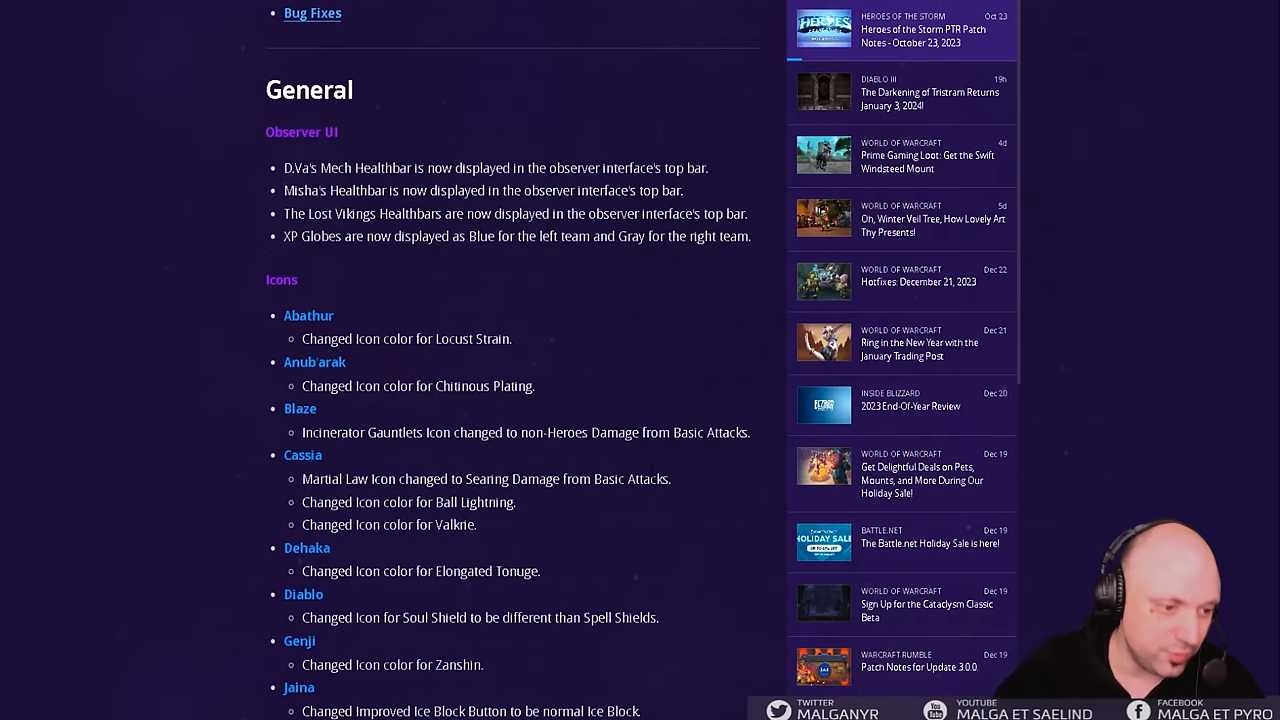 Bug Fixes
General
Observer UI
D.Va's Mech Healthbar is now displayed in the observer interface's top bar.
Misha's Healthbar is now displayed in the observer interface's top bar.
The Lost Vikings Healthbars are now displayed in the observer interface's top bar.
XP Globes are now displayed as Blue for the left team and Gray for the right team.
Icons
Abathur
Changed Icon color for Locust Strain.
Anub'arak
Changed Icon color for Chitinous Plating.
Blaze
Incinerator Gauntlets Icon changed to non-Heroes Damage from Basic Attacks.
Cassia
Martial Law Icon changed to Searing Damage from Basic Attacks.
Changed Icon color for Ball Lightning.
Changed Icon color for Valkrie.
Dehaka
Changed Icon color for Elongated Tonuge.
Diablo
Changed Icon for Soul Shield to be different than Spell Shields.
Genji
Changed Icon color for Zanshin.
Jaina
Changed Improved Ice Block Button to be normal Ice Block.
HEROES
HEROES OF THE STORM Oct 23
Heroes of the Storm PTR Patch
Notes - October 23, 2023
DIABLO III 19h
The Darkening of Tristram Returns
January 3, 2024!
WORLD OF WARCRAFT 4d
Prime Gaming Loot: Get the Swift
Windsteed Mount
WORLD OF WARCRAFT 5d
Oh, Winter Veil Tree, How Lovely Art
Thy Presents!
WORLD OF WARCRAFT Dec 22
Hotfixes: December 21, 2023
WORLD OF WARCRAFT Dec 21
Ring in the New Year with the
January Trading Post
INSIDE BLIZZARD Dec 20
2023 End-Of-Year Review
WORLD OF WARCRAFT Dec 19
Get Delightful Deals on Pets,
Mounts, and More During Our
Holiday Sale!
HOLIDAY SALE
BATTLE.NET Dec 19
The Battle.net Holiday Sale is here!
WORLD OF WARCRAFT Dec 19
Sign Up for the Cataclysm Classic
Beta
WARCRAFT RUMBLE Dec 19
Patch Notes for Update 3.0.0.
TWITTER
MALGANYR
You Tube
YOUTUBE
MALGA ET SAELIND
FACEBOOK
MALGA ET PYRO